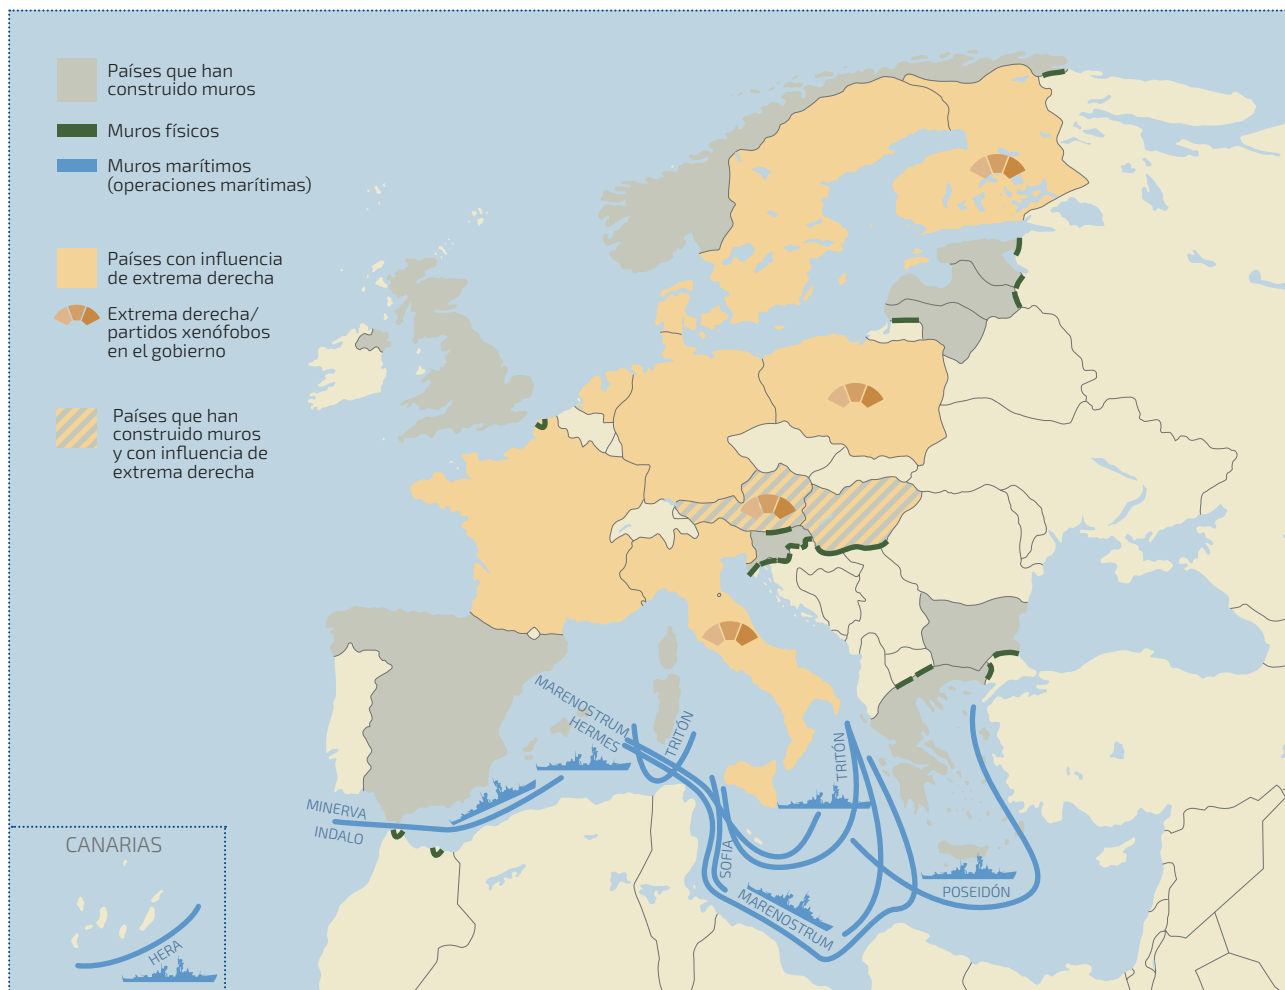 Países que han
construido muros
Muros físicos
Muros marítimos
(operaciones marítimas)
Países con influencia
de extrema derecha
Extrema derecha/
partidos xenófobos
en el gobierno
Países que han
construido muros
y con influencia de
extrema derecha
MARENOSTRUM
HERMES
TRITÓN
TRITÓN
MINERVA
INDALO
SOFIA
MARENOSTRUM
POSEIDÓN
CANARIAS
HERA